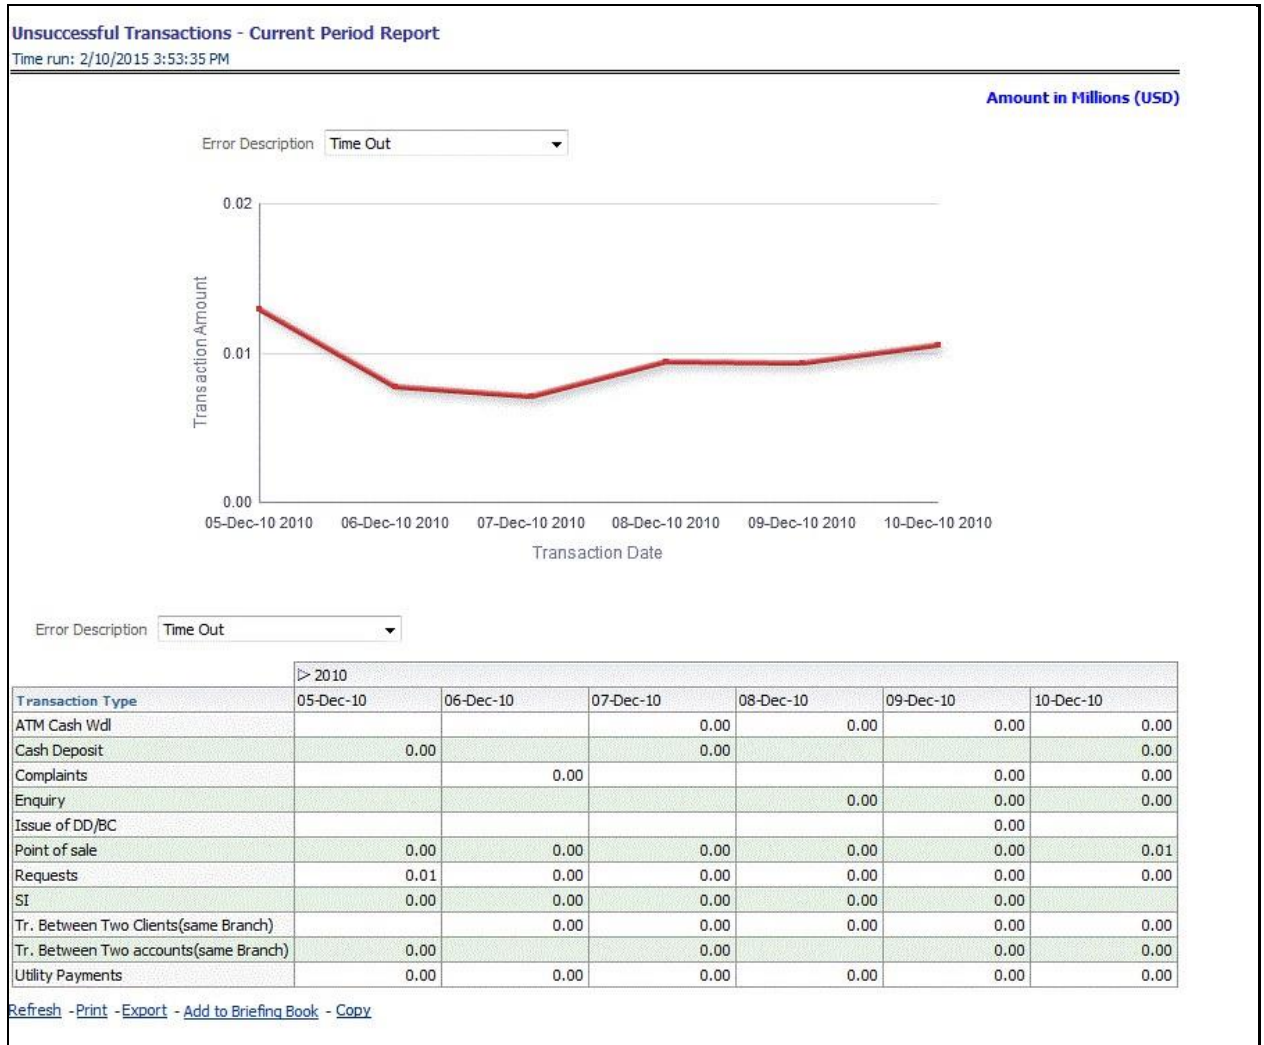 Unsuccessful Transactions - Current Period Report
Time run: 2/10/2015 3:53:35 PM
Amount in Millions (USD)
Error Description Time Out
0.02
Transaction Amount
0.01
0.00
05-Dec-10 2010 06-Dec-10 2010 07-Dec-10 2010 08-Dec-10 2010 09-Dec-10 2010 10-Dec-10 2010
Transaction Date
Error Description Time Out
2010
Transaction Type 05-Dec-10 06-Dec-10 07-Dec-10 08-Dec-10 09-Dec-10 10-Dec-10
ATM Cash Wdl 0.00 0.00 0.00 0.00
Cash Deposit 0.00 0.00 0.00
Complaints 0.00 0.00 0.00
Enquiry 0.00 0.00 0.00
Issue of DD/BC 0.00
Point of sale 0.00 0.00 0.00 0.00 0.00 0.01
Requests 0.01 0.00 0.00 0.00 0.00 0.00
SI 0.00 0.00 0.00 0.00 0.00
Tr. Between Two Clients(same Branch) 0.00 0.00 0.00 0.00 0.00
Tr. Between Two accounts(same Branch) 0.00 0.00 0.00 0.00
Utility Payments 0.00 0.00 0.00 0.00 0.00 0.00
Refresh - Print - Export - Add to Briefing Book - Copy